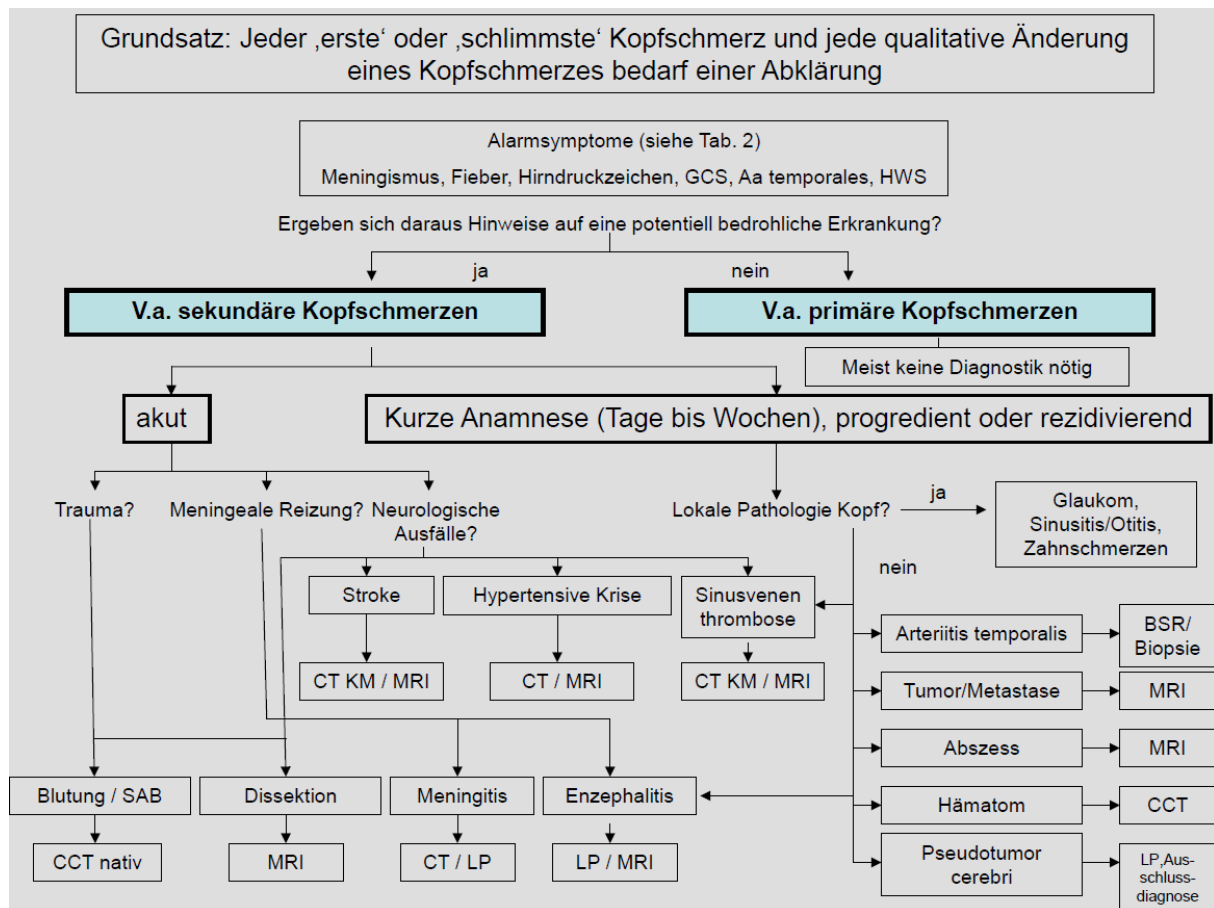 Grundsatz: Jeder ‚erste‘ oder ‚schlimmste‘ Kopfschmerz und jede qualitative Änderung
eines Kopfschmerzes bedarf einer Abklärung
Alarmsymptome (siehe Tab. 2)
Meningismus, Fieber, Hirndruckzeichen, GCS, Aa temporales, HWS
Ergeben sich daraus Hinweise auf eine potentiell bedrohliche Erkrankung?
ja
nein
V.a. sekundäre Kopfschmerzen
V.a. primäre Kopfschmerzen
Meist keine Diagnostik nötig
akut
Kurze Anamnese (Tage bis Wochen), progredient oder rezidivierend
Trauma?
Meningeale Reizung?
Neurologische
Ausfälle?
Lokale Pathologie Kopf?
ja
Glaukom,
Sinusitis/Otitis,
Zahnschmerzen
nein
Stroke
Hypertensive Krise
Sinusvenen
thrombose
CT KM / MRI
CT / MRI
CT KM / MRI
Arteriitis temporalis
BSR/
Biopsie
Tumor/Metastase
MRI
Abszess
MRI
Hämatom
CCT
Pseudotumor
cerebri
LP,Aus-
schluss-
diagnose
Blutung / SAB
Dissektion
Meningitis
Enzephalitis
CCT nativ
MRI
CT / LP
LP / MRI